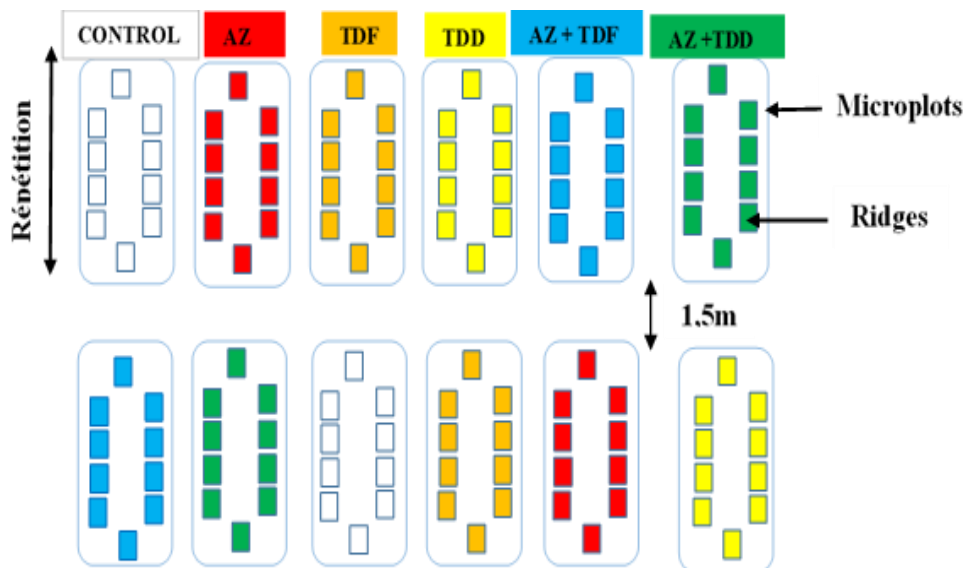 CONTROL
AZ
TDF
TDD
AZ + TDF
AZ +TDD
Répétition
Microplots
Ridges
1,5m